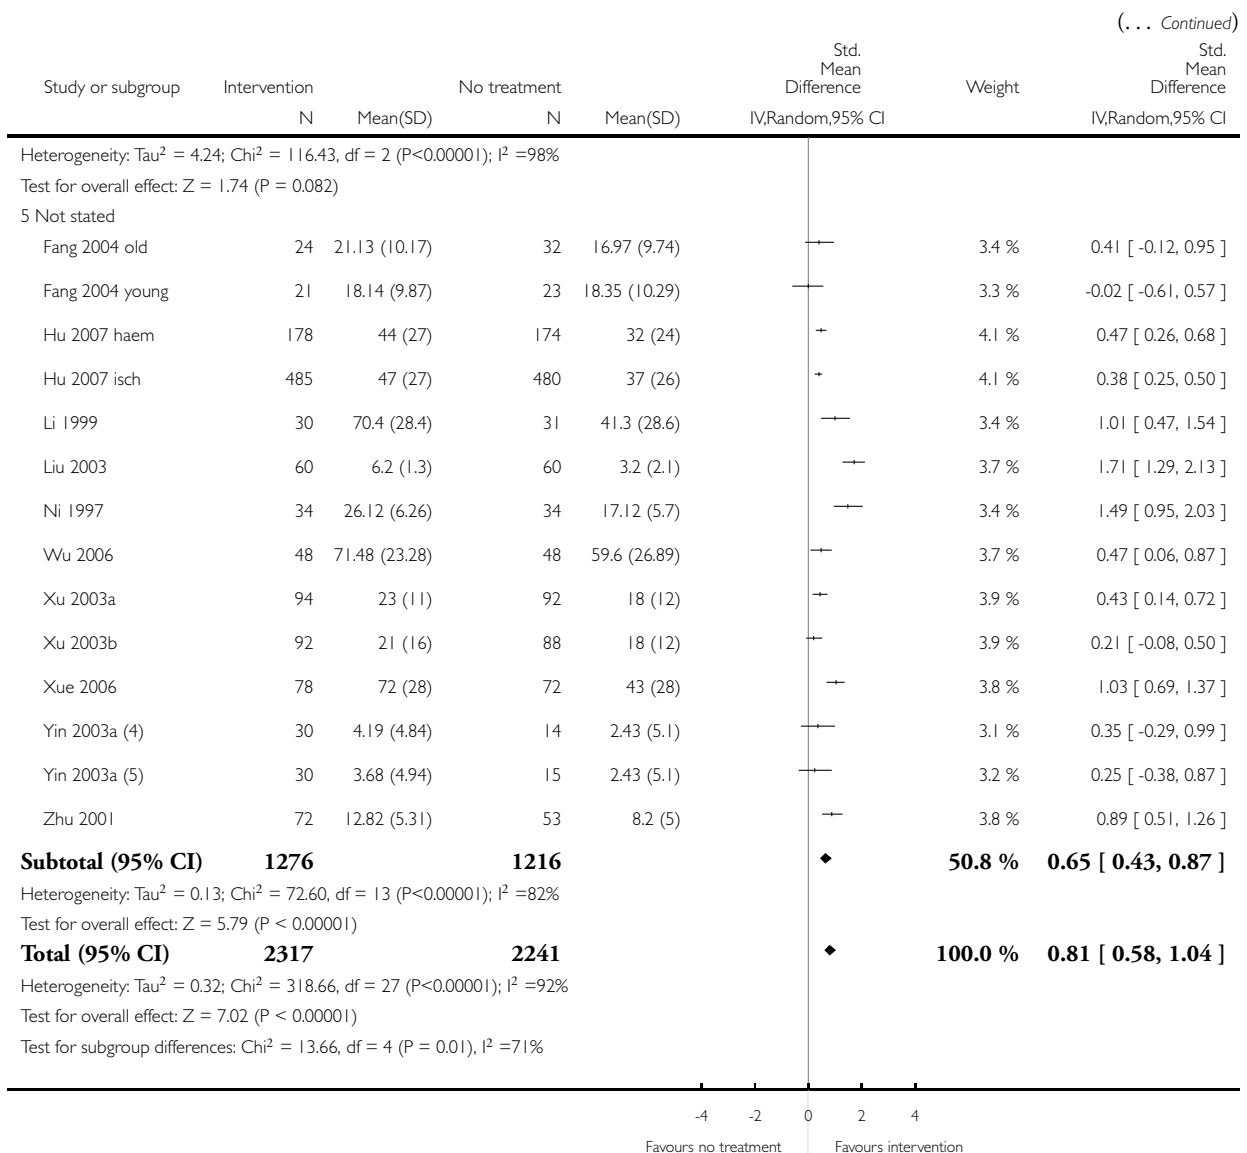 (... Continued)
Study or subgroup Intervention No treatment Std. Mean Difference Weight Std. Mean Difference
N Mean(SD) N Mean(SD) IV,Random,95% CI IV,Random,95% CI
Heterogeneity: Tau² = 4.24; Chi² = 116.43, df = 2 (P<0.00001); I² =98%
Test for overall effect: Z = 1.74 (P = 0.082)
5 Not stated
Fang 2004 old 24 21.13 (10.17) 32 16.97 (9.74) 3.4 % 0.41 [ -0.12, 0.95 ]
Fang 2004 young 21 18.14 (9.87) 23 18.35 (10.29) 3.3 % -0.02 [ -0.61, 0.57 ]
Hu 2007 haem 178 44 (27) 174 32 (24) 4.1 % 0.47 [ 0.26, 0.68 ]
Hu 2007 isch 485 47 (27) 480 37 (26) 4.1 % 0.38 [ 0.25, 0.50 ]
Li 1999 30 70.4 (28.4) 31 41.3 (28.6) 3.4 % 1.01 [ 0.47, 1.54 ]
Liu 2003 60 6.2 (1.3) 60 3.2 (2.1) 3.7 % 1.71 [ 1.29, 2.13 ]
Ni 1997 34 26.12 (6.26) 34 17.12 (5.7) 3.4 % 1.49 [ 0.95, 2.03 ]
Wu 2006 48 71.48 (23.28) 48 59.6 (26.89) 3.7 % 0.47 [ 0.06, 0.87 ]
Xu 2003a 94 23 (11) 92 18 (12) 3.9 % 0.43 [ 0.14, 0.72 ]
Xu 2003b 92 21 (16) 88 18 (12) 3.9 % 0.21 [ -0.08, 0.50 ]
Xue 2006 78 72 (28) 72 43 (28) 3.8 % 1.03 [ 0.69, 1.37 ]
Yin 2003a (4) 30 4.19 (4.84) 14 2.43 (5.1) 3.1 % 0.35 [ -0.29, 0.99 ]
Yin 2003a (5) 30 3.68 (4.94) 15 2.43 (5.1) 3.2 % 0.25 [ -0.38, 0.87 ]
Zhu 2001 72 12.82 (5.31) 53 8.2 (5) 3.8 % 0.89 [ 0.51, 1.26 ]
Subtotal (95% CI) 1276 1216 50.8 % 0.65 [ 0.43, 0.87 ]
Heterogeneity: Tau² = 0.13; Chi² = 72.60, df = 13 (P<0.00001); I² =82%
Test for overall effect: Z = 5.79 (P < 0.00001)
Total (95% CI) 2317 2241 100.0 % 0.81 [ 0.58, 1.04 ]
Heterogeneity: Tau² = 0.32; Chi² = 318.66, df = 27 (P<0.00001); I² =92%
Test for overall effect: Z = 7.02 (P < 0.00001)
Test for subgroup differences: Chi² = 13.66, df = 4 (P = 0.01), I² =71%
-4 -2 0 2 4
Favours no treatment Favours intervention